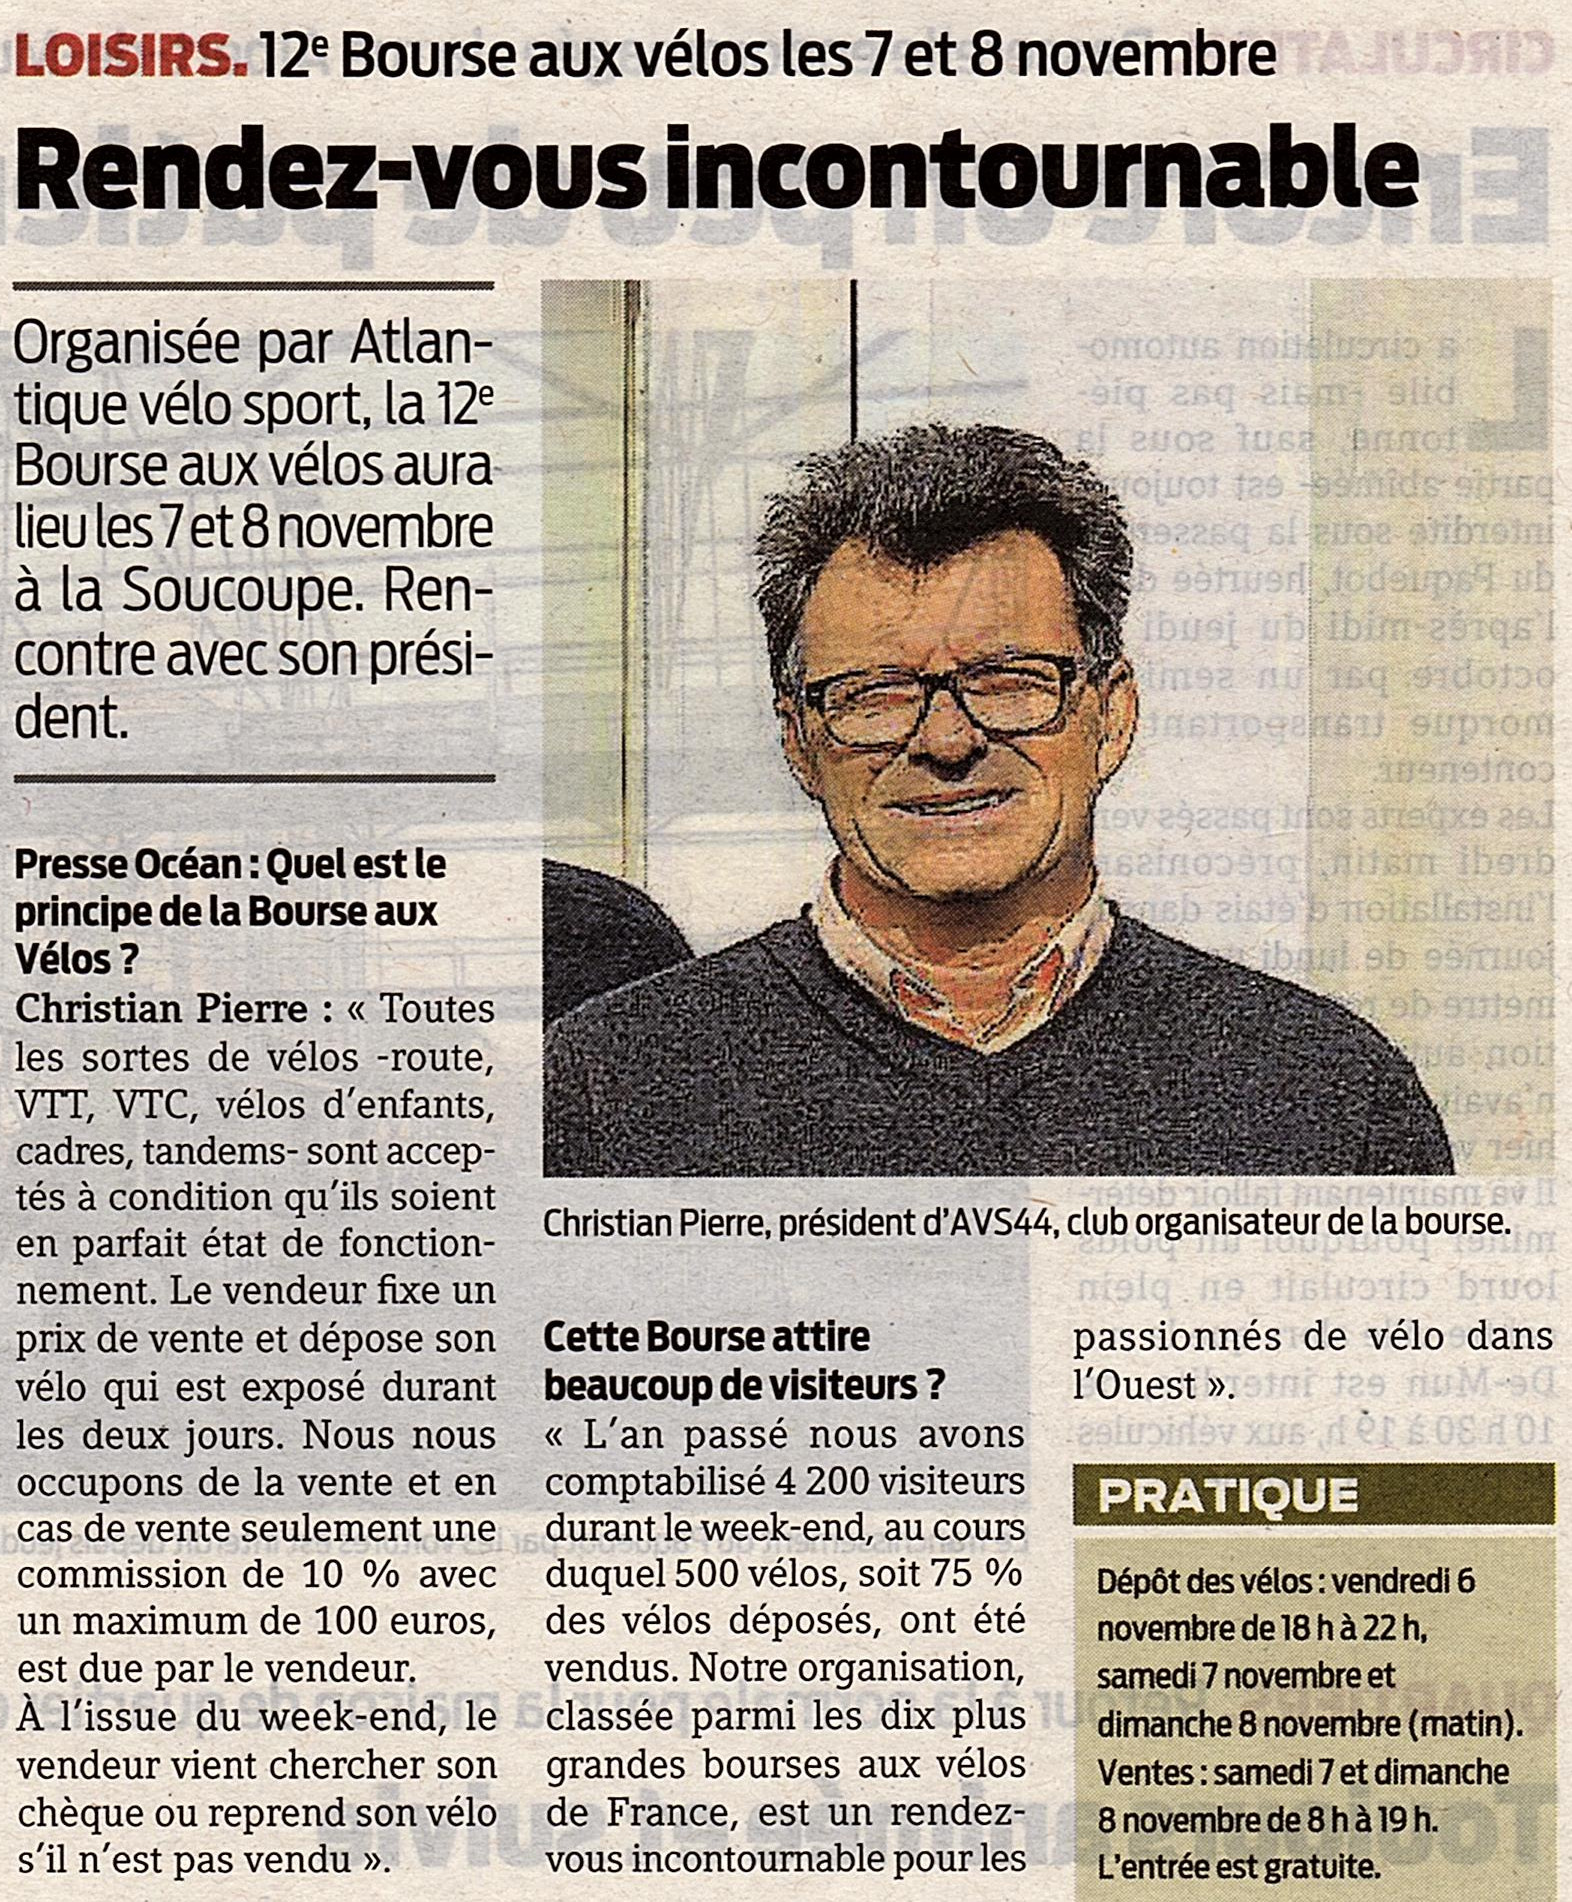 LOISIRS. 12e Bourse aux vélos les 7 et 8 novembre
Rendez-vous incontournable
Organisée par Atlan-
tique vélo sport, la 12e
Bourse aux vélos aura
lieu les 7 et 8 novembre
à la Soucoupe. Ren-
contre avec son prési-
dent.
Presse Océan : Quel est le
principe de la Bourse aux
Vélos ?
Christian Pierre : « Toutes
les sortes de vélos -route,
VTT, VTC, vélos d'enfants,
cadres, tandems- sont accep-
tés à condition qu'ils soient
en parfait état de fonction-
nement. Le vendeur fixe un
prix de vente et dépose son
vélo qui est exposé durant
les deux jours. Nous nous
occupons de la vente et en
cas de vente seulement une
commission de 10 % avec
un maximum de 100 euros,
est due par le vendeur.
À l'issue du week-end, le
vendeur vient chercher son
chèque ou reprend son vélo
s'il n'est pas vendu ».
Christian Pierre, président d'AVS44, club organisateur de la bourse.
Cette Bourse attire
beaucoup de visiteurs ?
« L'an passé nous avons
comptabilisé 4 200 visiteurs
durant le week-end, au cours
duquel 500 vélos, soit 75 %
des vélos déposés, ont été
vendus. Notre organisation,
classée parmi les dix plus
grandes bourses aux vélos
de France, est un rendez-
vous incontournable pour les
passionnés de vélo dans
l'Ouest ».
PRATIQUE
Dépôt des vélos : vendredi 6
novembre de 18 h à 22 h,
samedi 7 novembre et
dimanche 8 novembre (matin).
Ventes : samedi 7 et dimanche
8 novembre de 8 h à 19 h.
L'entrée est gratuite.